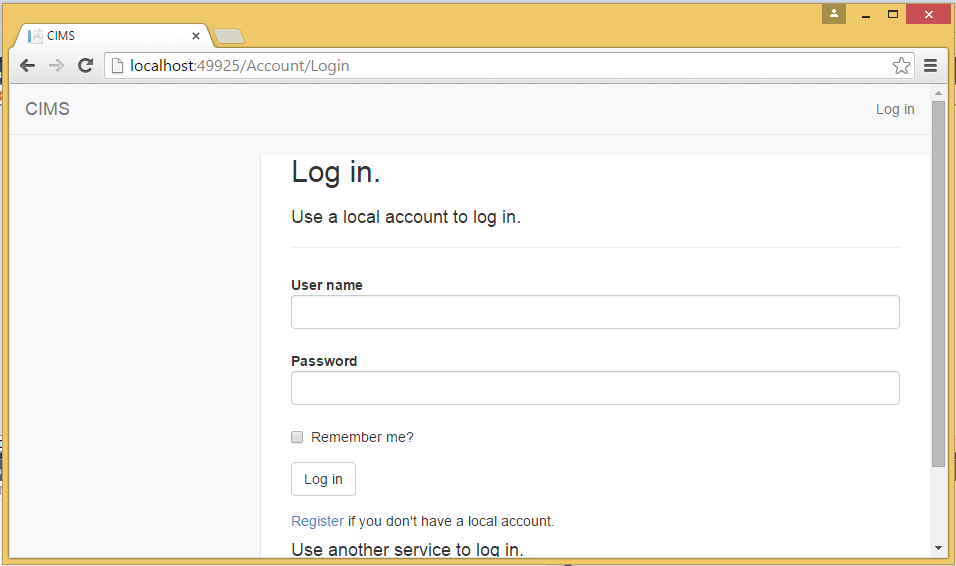 CIMS
localhost:49925/Account/Login
CIMS
Log in
Log in.
Use a local account to log in.
User name
Password
Remember me?
Log in
Register if you don't have a local account.
Use another service to log in.